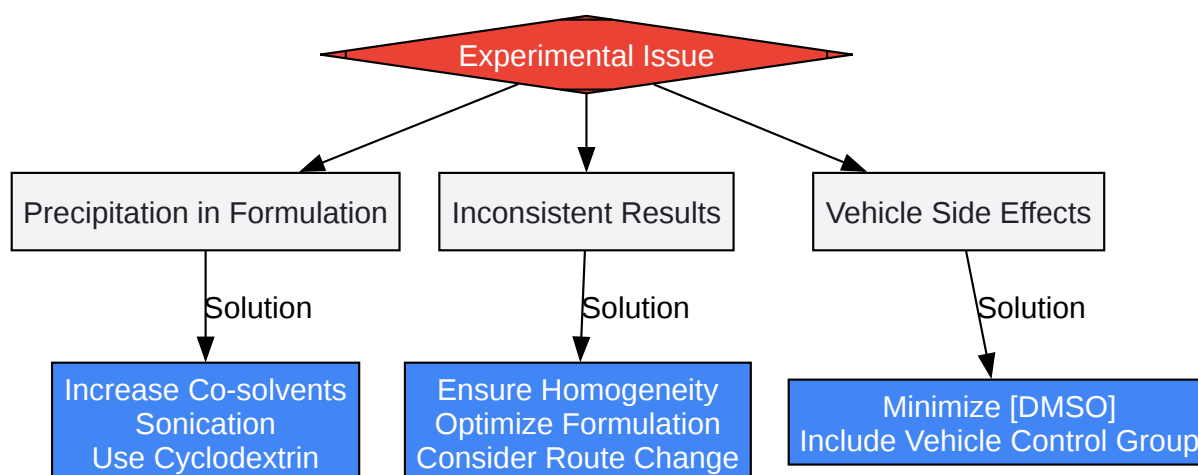 Experimental Issue
Precipitation in Formulation
Inconsistent Results
Vehicle Side Effects
Solution
Solution
Solution
Increase Co-solvents
Sonication
Use Cyclodextrin
Ensure Homogeneity
Optimize Formulation
Consider Route Change
Minimize [DMSO]
Include Vehicle Control Group